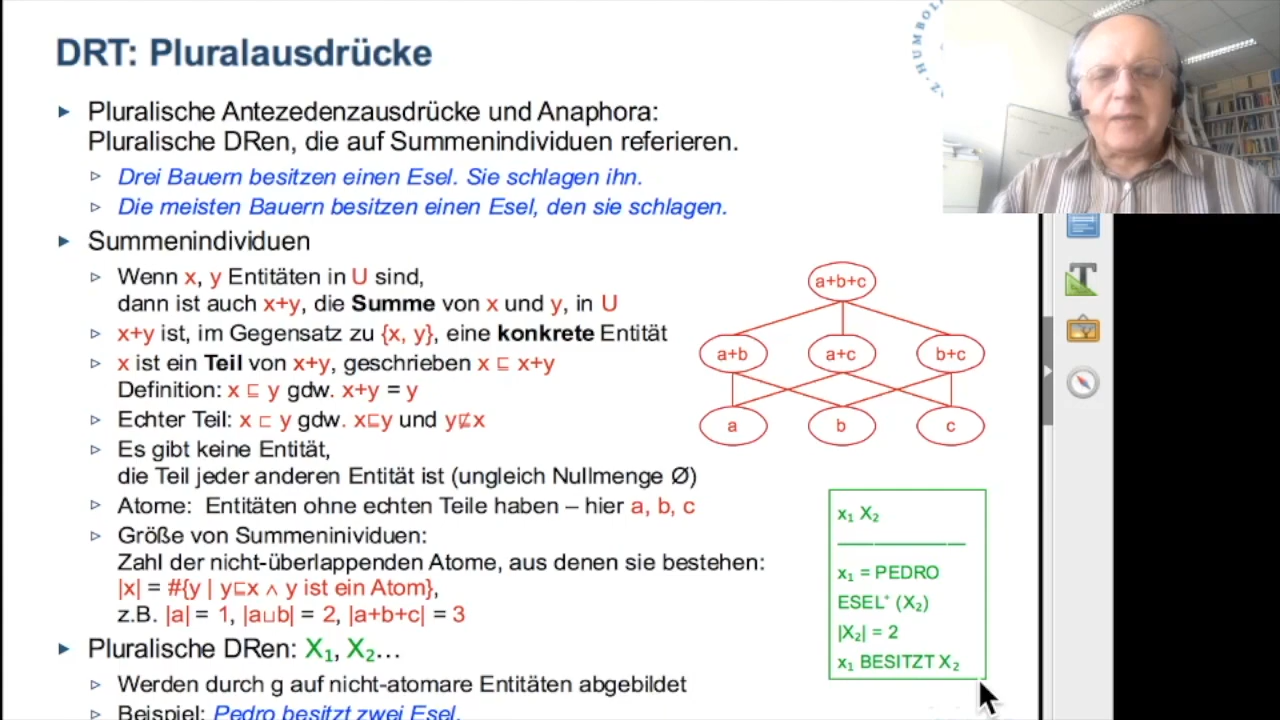 DRT: Pluralausdrücke
Pluralische Antezedenzausdrücke und Anaphora:
Pluralische DRen, die auf Summenindividuen referieren.
Drei Bauern besitzen einen Esel. Sie schlagen ihn.
Die meisten Bauern besitzen einen Esel, den sie schlagen.
Summenindividuen
Wenn x, y Entitäten in U sind,
dann ist auch x+y, die Summe von x und y, in U
x+y ist, im Gegensatz zu {x, y}, eine konkrete Entität
x ist ein Teil von x+y, geschrieben x ⊑ x+y
Definition: x ⊑ y gdw. x+y = y
Echter Teil: x ⊏ y gdw. x⊑y und y⋢x
Es gibt keine Entität,
die Teil jeder anderen Entität ist (ungleich Nullmenge Ø)
Atome: Entitäten ohne echten Teile haben – hier a, b, c
Größe von Summeninividuen:
Zahl der nicht-überlappenden Atome, aus denen sie bestehen:
|x| = #{y | y⊑x ∧ y ist ein Atom},
z.B. |a| = 1, |a⊔b| = 2, |a+b+c| = 3
Pluralische DRen: X₁, X₂…
Werden durch g auf nicht-atomare Entitäten abgebildet
Beispiel: Pedro besitzt zwei Esel.
a+b+c
a+b a+c b+c
a b c
x₁ X₂
x₁ = PEDRO
ESEL⁺ (X₂)
|X₂| = 2
x₁ BESITZT X₂
Z·HUMBOL
T